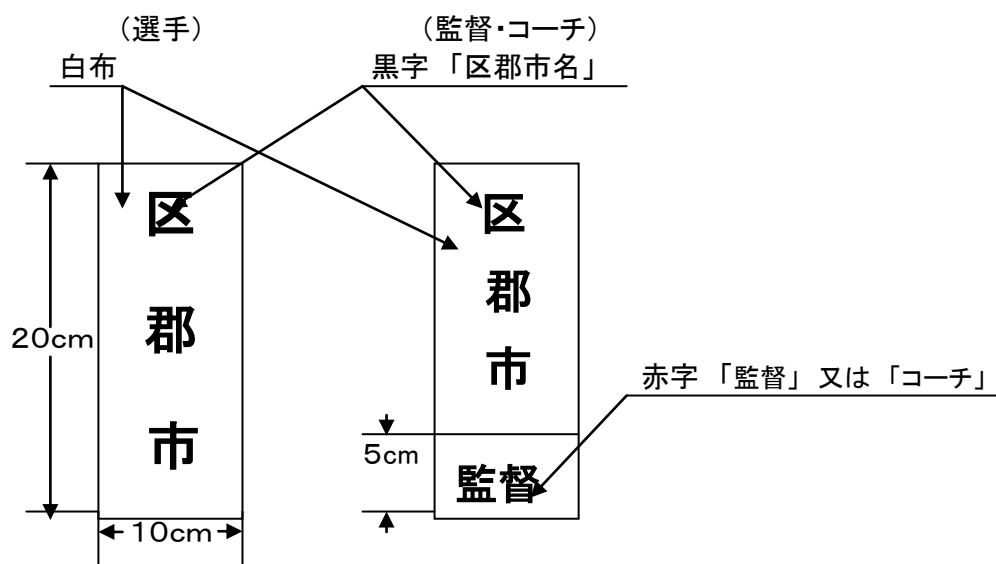 （選手）
（監督・コーチ）
白布
黒字 「区郡市名」
区
郡
市
20cm
10cm
区
郡
市
監督
5cm
赤字 「監督」 又は 「コーチ」